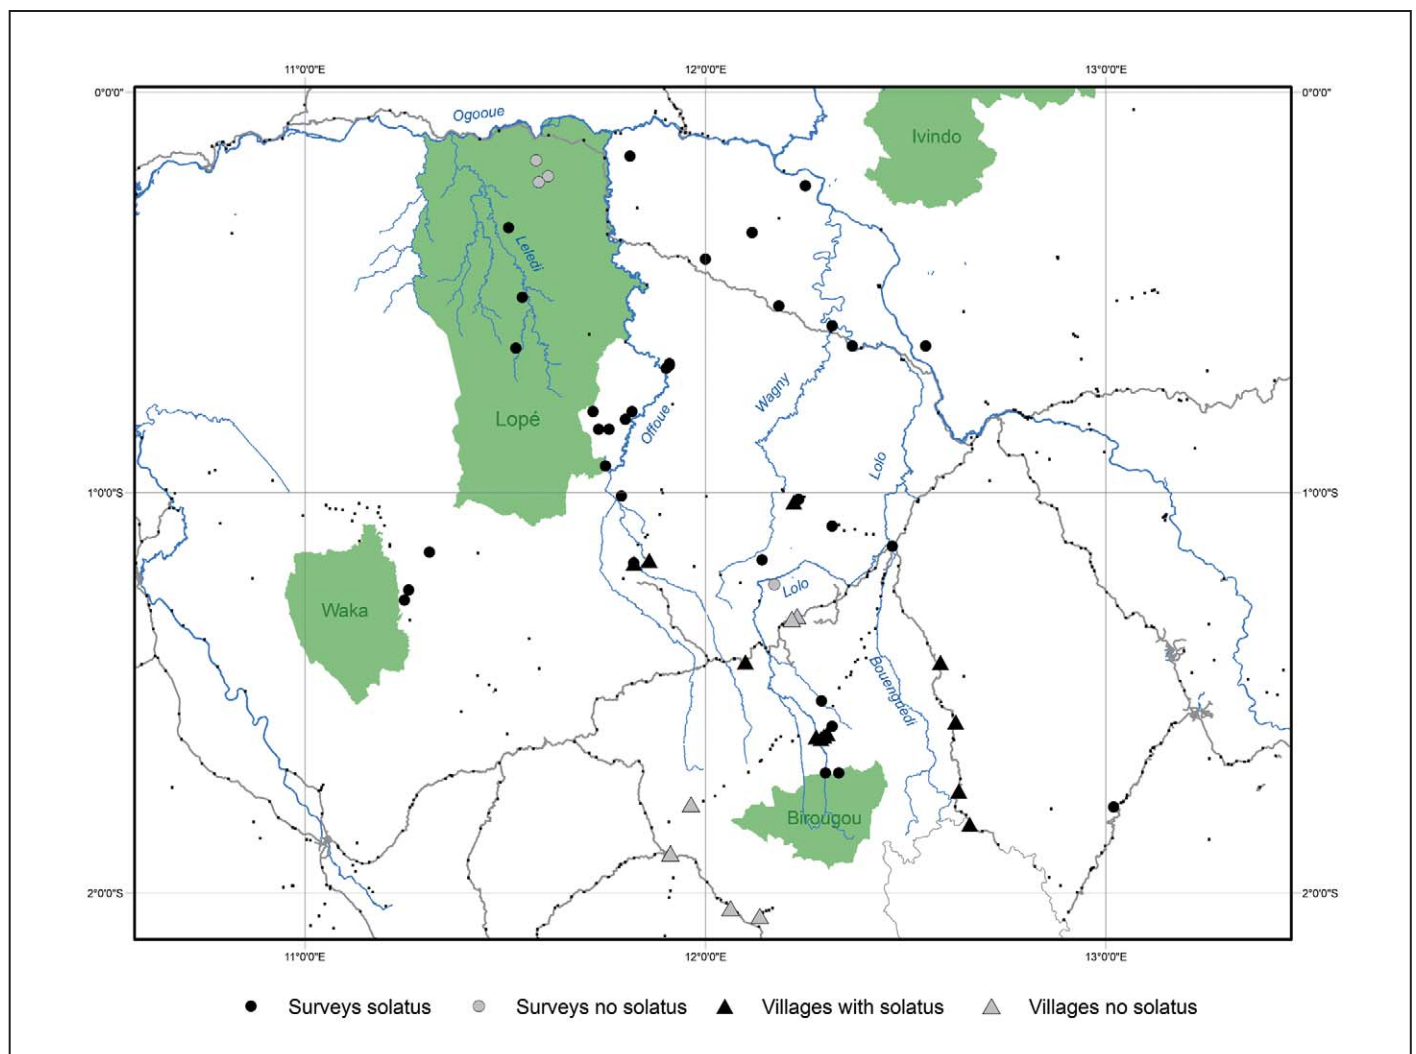 11°0'0"E 12°0'0"E 13°0'0"E
0°0'0" 0°0'0"
Ogooue
Ivindo
Leledi
Wagny
Lopé
Offoue
Lolo
1°0'0"S 1°0'0"S
Lolo
Waka
Bouenguedi
Birougou
2°0'0"S 2°0'0"S
11°0'0"E 12°0'0"E 13°0'0"E
Surveys solatus Surveys no solatus Villages with solatus Villages no solatus